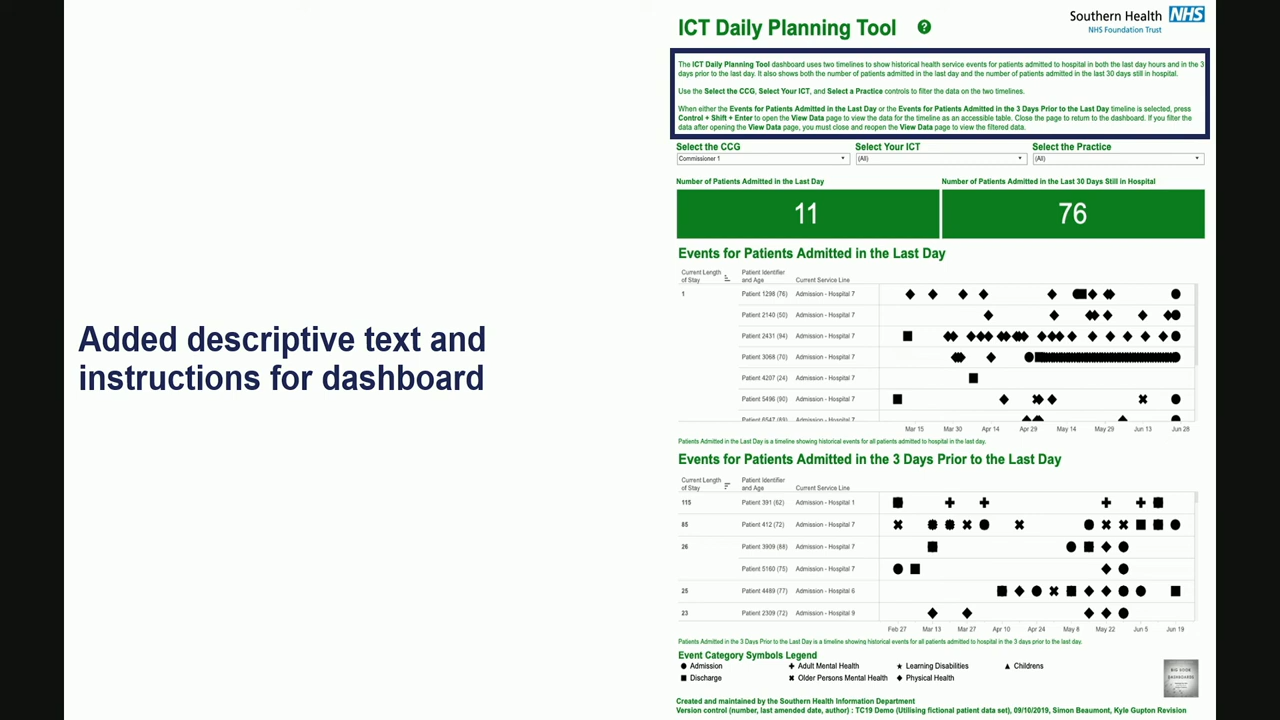 Added descriptive text and
instructions for dashboard
ICT Daily Planning Tool ?
Southern Health NHS
NHS Foundation Trust
The ICT Daily Planning Tool dashboard uses two timelines to show historical health service events for patients admitted to hospital in both the last day hours and in the 3
days prior to the last day. It also shows both the number of patients admitted in the last day and the number of patients admitted in the last 30 days still in hospital.
Use the Select the CCG, Select Your ICT, and Select a Practice controls to filter the data on the two timelines.
When either the Events for Patients Admitted in the Last Day or the Events for Patients Admitted in the 3 Days Prior to the Last Day timeline is selected, press
Control + Shift + Enter to open the View Data page to view the data for the timeline as an accessible table. Close the page to return to the dashboard. If you filter the
data after opening the View Data page, you must close and reopen the View Data page to view the filtered data.
Select the CCG Select Your ICT Select the Practice
Commissioner 1 (All) (All)
Number of Patients Admitted in the Last Day Number of Patients Admitted in the Last 30 Days Still in Hospital
11 76
Events for Patients Admitted in the Last Day
Current Length Patient Identifier
of Stay and Age Current Service Line
1 Patient 1298 (76) Admission - Hospital 7
Patient 2140 (50) Admission - Hospital 7
Patient 2431 (94) Admission - Hospital 7
Patient 3068 (70) Admission - Hospital 7
Patient 4207 (24) Admission - Hospital 7
Patient 5496 (90) Admission - Hospital 7
Patient 6547 (69) Admission - Hospital 7
Mar 15 Mar 30 Apr 14 Apr 29 May 14 May 29 Jun 13 Jun 28
Patients Admitted in the Last Day is a timeline showing historical events for all patients admitted to hospital in the last day.
Events for Patients Admitted in the 3 Days Prior to the Last Day
Current Length Patient Identifier
of Stay and Age Current Service Line
115 Patient 391 (62) Admission - Hospital 1
85 Patient 412 (72) Admission - Hospital 7
26 Patient 3909 (88) Admission - Hospital 7
Patient 5160 (75) Admission - Hospital 7
25 Patient 4489 (77) Admission - Hospital 6
23 Patient 2309 (72) Admission - Hospital 9
Feb 27 Mar 13 Mar 27 Apr 10 Apr 24 May 8 May 22 Jun 5 Jun 19
Patients Admitted in the 3 Days Prior to the Last Day is a timeline showing historical events for all patients admitted to hospital in the 3 days prior to the last day.
Event Category Symbols Legend
Admission Adult Mental Health Learning Disabilities Childrens
Discharge Older Persons Mental Health Physical Health
BIG BOOK
DASHBOARDS
Created and maintained by the Southern Health Information Department
Version control (number, last amended date, author) : TC19 Demo (Utilising fictional patient data set), 09/10/2019, Simon Beaumont, Kyle Gupton Revision